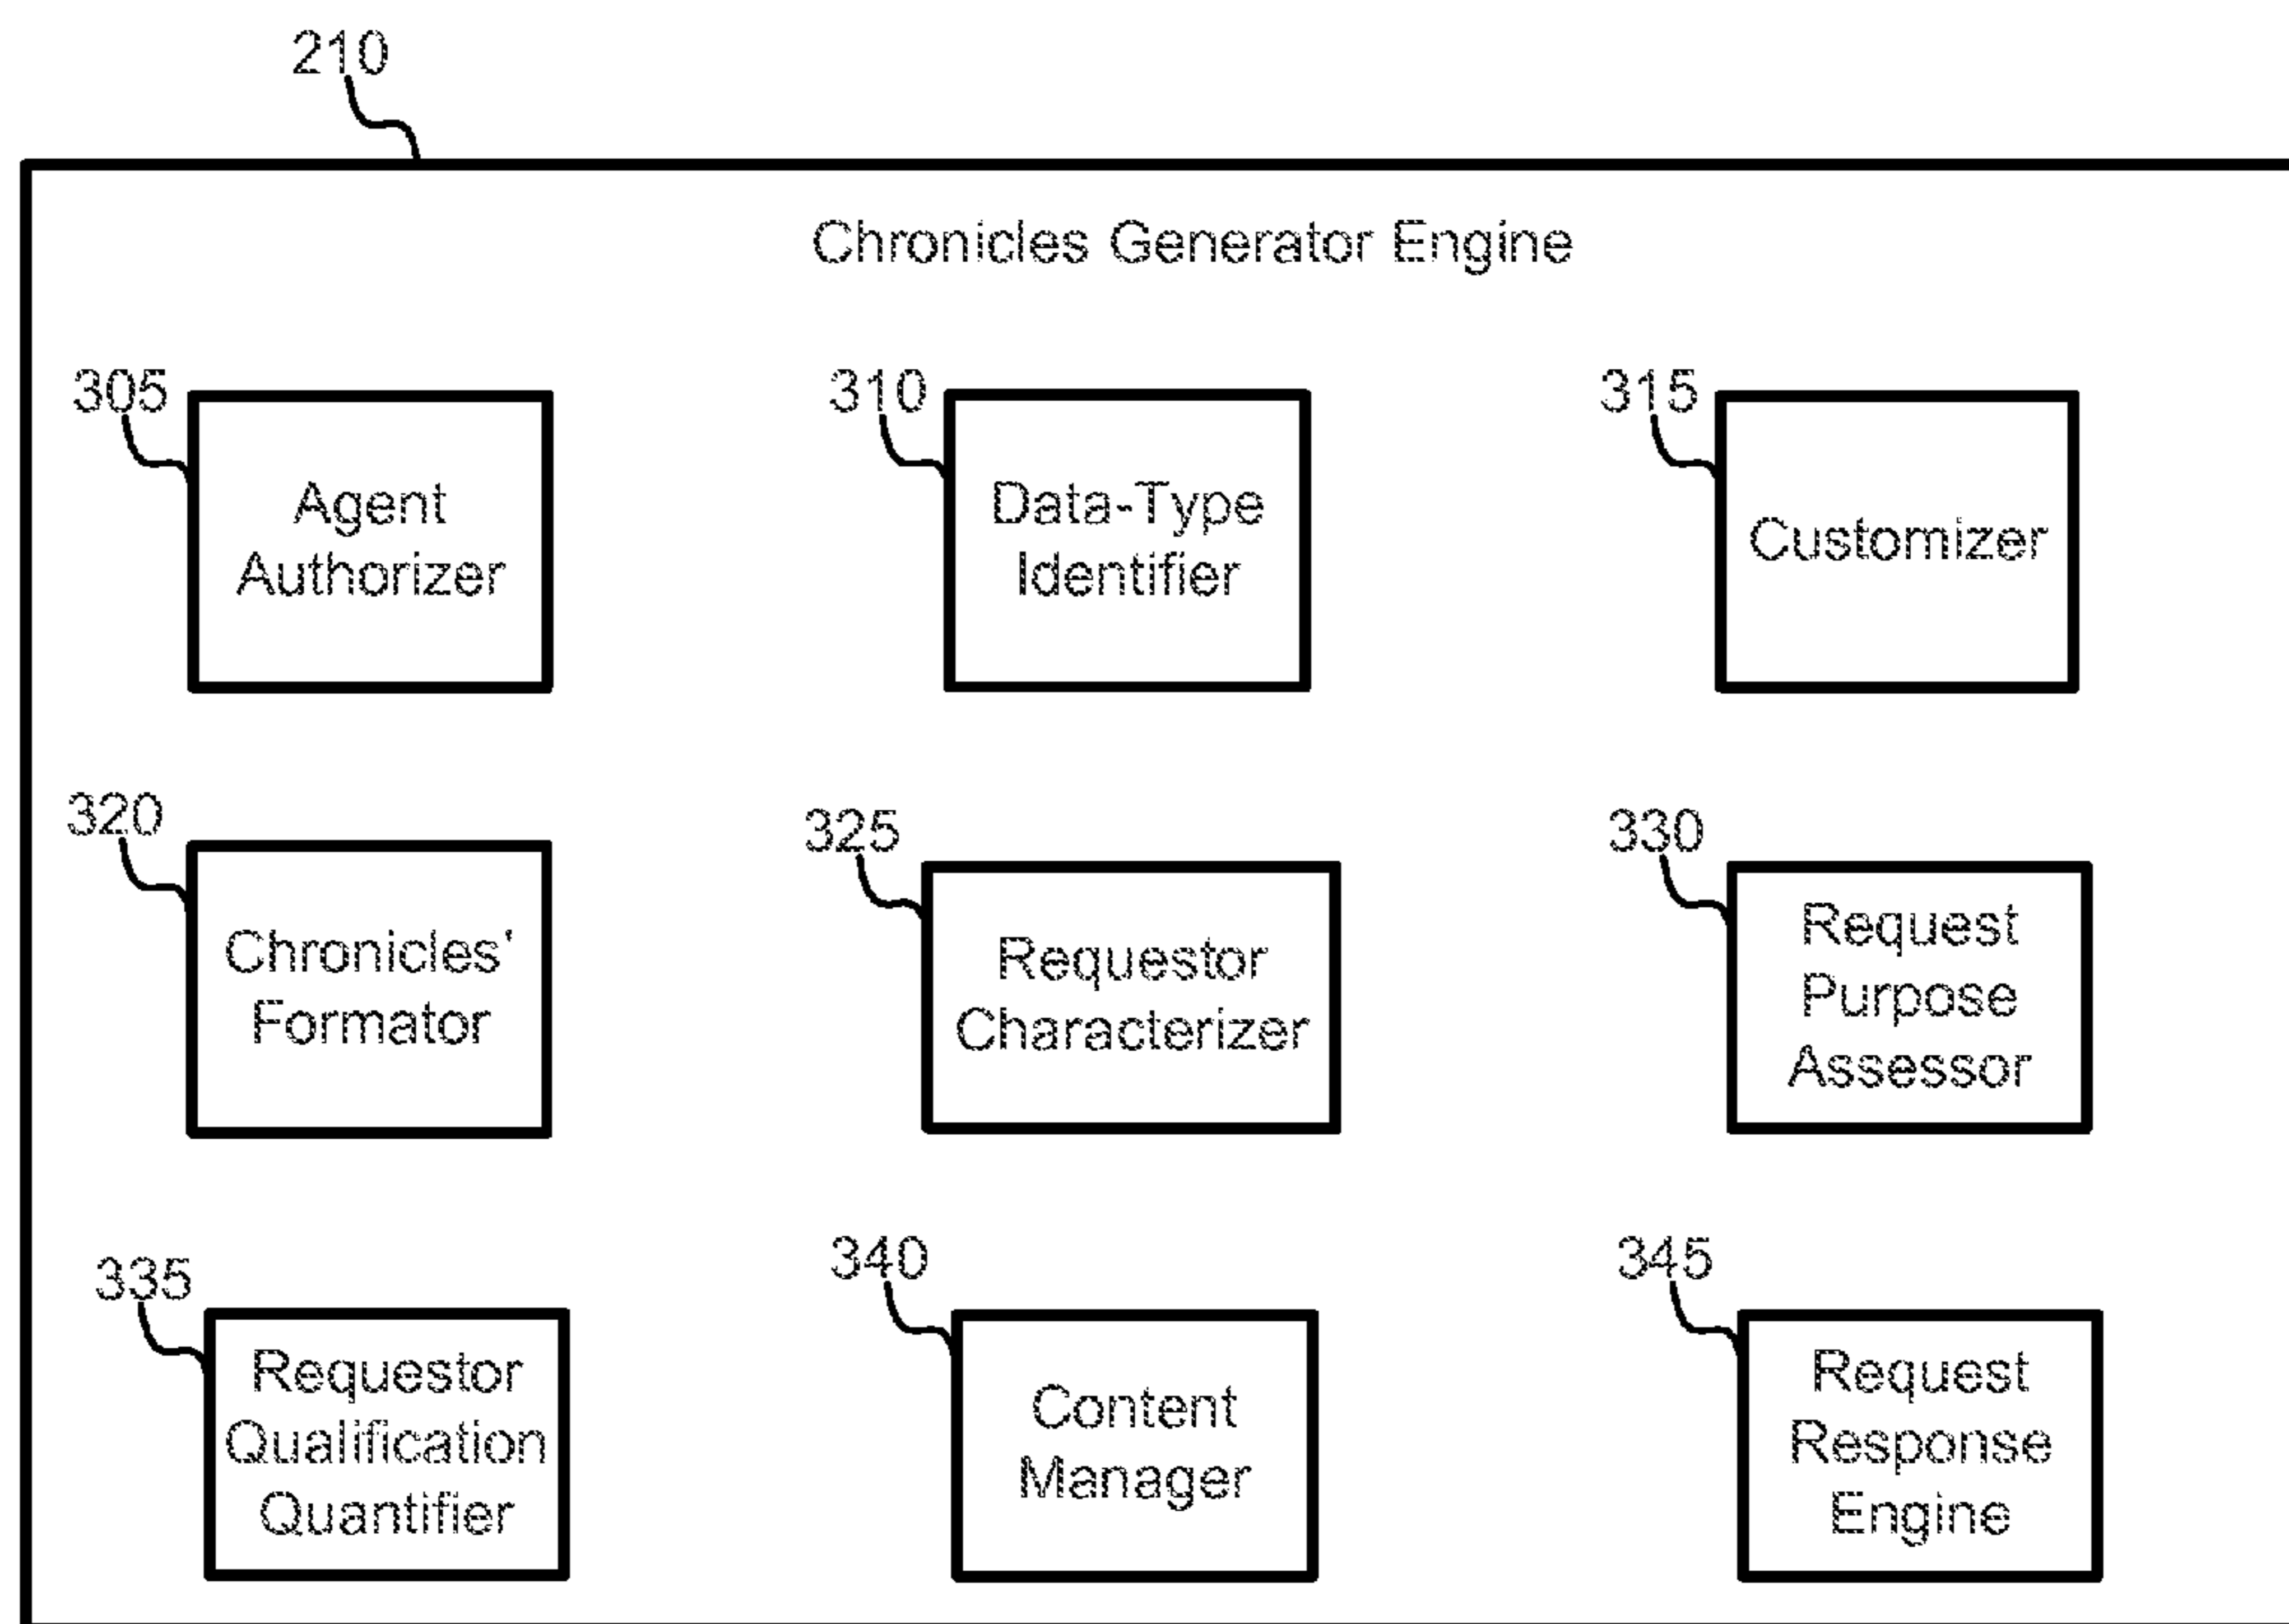 210
Chronicles Generator Engine
305
310
315
Agent
Authorizer
Data-Type
Identifier
Customizer
320
325
330
Chronicles'
Formator
Requestor
Characterizer
Request
Purpose
Assessor
335
340
345
Requestor
Qualification
Quantifier
Content
Manager
Request
Response
Engine